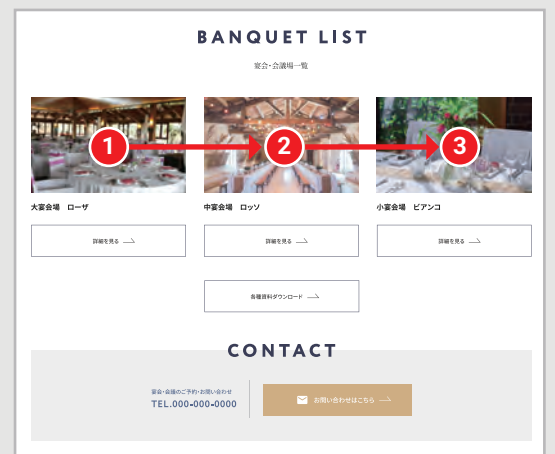 BANQUET LIST
宴会・会議場一覧
1 2 3
大宴会場　ローザ
中宴会場　ロッソ
小宴会場　ビアンコ
詳細を見る
詳細を見る
詳細を見る
各種資料ダウンロード
CONTACT
宴会・会議のご予約・お問い合わせ
TEL.000-000-0000
お問い合わせはこちら